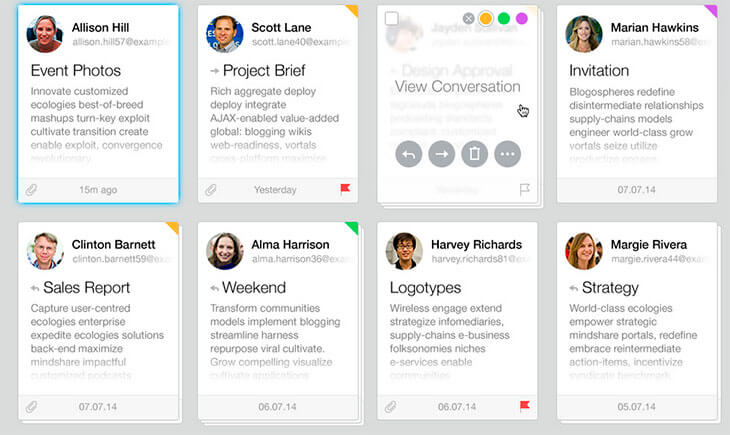 Allison Hill
allison.hill57@example
Event Photos
Innovate customized
ecologies best-of-breed
mashups turn-key exploit
cultivate transition create
enable exploit, convergence
revolutionary
15m ago
Scott Lane
scott.lane40@example
Project Brief
Rich aggregate deploy
deploy integrate
AJAX-enabled value-added
global: blogging wikis
web-readiness, vortals
cross-platform maximize
Yesterday
Jayden Sullivan
Design Approval
View Conversation
Yesterday
Marian Hawkins
marian.hawkins58@exa
Invitation
Blogospheres redefine
disintermediate relationships
supply-chains models
engineer world-class grow
vortals seize utilize
productize engage
07.07.14
Clinton Barnett
clinton.barnett59@exa
Sales Report
Capture user-centred
ecologies enterprise
expedite ecologies solutions
back-end maximize
mindshare impactful
customized podcasts
07.07.14
Alma Harrison
alma.harrison36@exam
Weekend
Transform communities
models implement blogging
streamline harness
repurpose viral cultivate.
Grow compelling visualize
cultivate applications
06.07.14
Harvey Richards
harvey.richards81@exa
Logotypes
Wireless engage extend
strategize infomediaries,
supply-chains e-business
folksonomies niches
e-services enable
communities
06.07.14
Margie Rivera
margie.rivera44@exam
Strategy
World-class ecologies
empower strategic
mindshare portals, redefine
embrace reintermediate
action-items, incentivize
syndicate benchmark
05.07.14